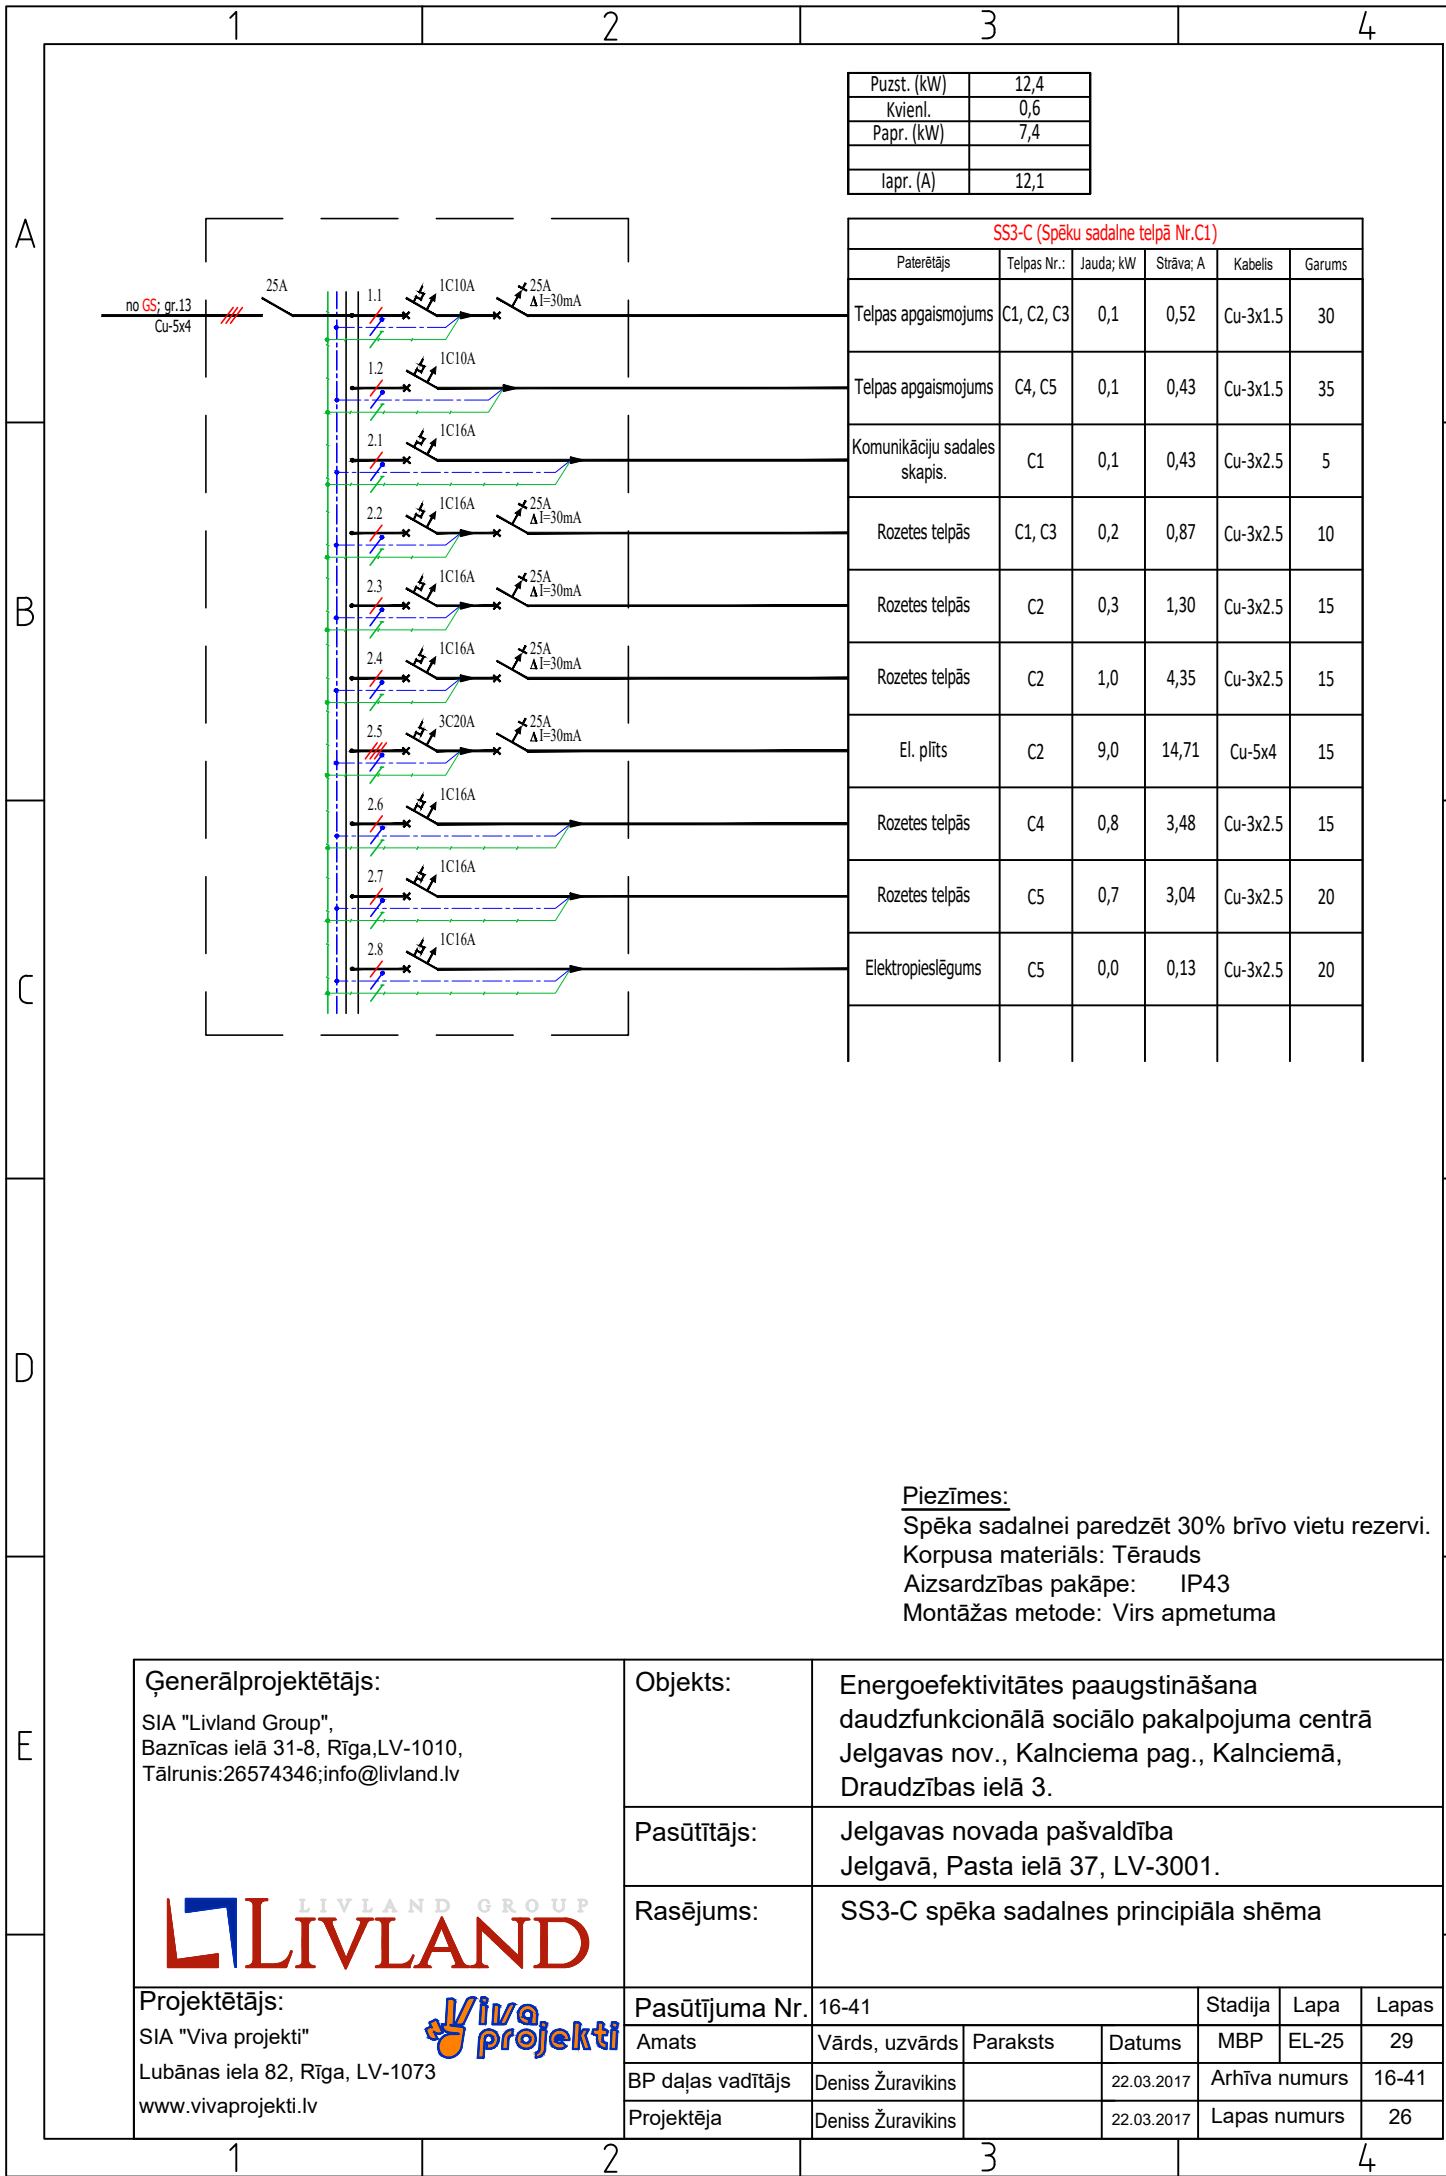 1 2 3 4
Puzst. (kW) 12,4
Kvienl. 0,6
Papr. (kW) 7,4
Iapr. (A) 12,1
A
SS3-C (Spēku sadalne telpā Nr.C1)
Paterētājs Telpas Nr.: Jauda; kW Strāva; A Kabelis Garums
no GS; gr.13
Cu-5x4
25A
1.1 1C10A 25A
ΔI=30mA
Telpas apgaismojums C1, C2, C3 0,1 0,52 Cu-3x1.5 30
1.2 1C10A
Telpas apgaismojums C4, C5 0,1 0,43 Cu-3x1.5 35
2.1 1C16A
Komunikāciju sadales
skapis.
C1 0,1 0,43 Cu-3x2.5 5
2.2 1C16A 25A
ΔI=30mA
Rozetes telpās C1, C3 0,2 0,87 Cu-3x2.5 10
B
2.3 1C16A 25A
ΔI=30mA
Rozetes telpās C2 0,3 1,30 Cu-3x2.5 15
2.4 1C16A 25A
ΔI=30mA
Rozetes telpās C2 1,0 4,35 Cu-3x2.5 15
2.5 3C20A 25A
ΔI=30mA
El. plīts C2 9,0 14,71 Cu-5x4 15
2.6 1C16A
Rozetes telpās C4 0,8 3,48 Cu-3x2.5 15
2.7 1C16A
Rozetes telpās C5 0,7 3,04 Cu-3x2.5 20
2.8 1C16A
Elektropieslēgums C5 0,0 0,13 Cu-3x2.5 20
C
D
Piezīmes:
Spēka sadalnei paredzēt 30% brīvo vietu rezervi.
Korpusa materiāls: Tērauds
Aizsardzības pakāpe: IP43
Montāžas metode: Virs apmetuma
E
Ģenerālprojektētājs:
SIA "Livland Group",
Baznīcas ielā 31-8, Rīga,LV-1010,
Tālrunis:26574346;info@livland.lv
LIVLAND GROUP
LIVLAND
Objekts:
Energoefektivitātes paaugstināšana
daudzfunkcionālā sociālo pakalpojuma centrā
Jelgavas nov., Kalnciema pag., Kalnciemā,
Draudzības ielā 3.
Pasūtītājs:
Jelgavas novada pašvaldība
Jelgavā, Pasta ielā 37, LV-3001.
Rasējums: SS3-C spēka sadalnes principiāla shēma
Projektētājs:
SIA "Viva projekti"
Lubānas iela 82, Rīga, LV-1073
www.vivaprojekti.lv
Viva
projekti
Pasūtījuma Nr. 16-41 Stadija Lapa Lapas
Amats Vārds, uzvārds Paraksts Datums MBP EL-25 29
BP daļas vadītājs Deniss Žuravikins 22.03.2017 Arhīva numurs 16-41
Projektēja Deniss Žuravikins 22.03.2017 Lapas numurs 26
1 2 3 4